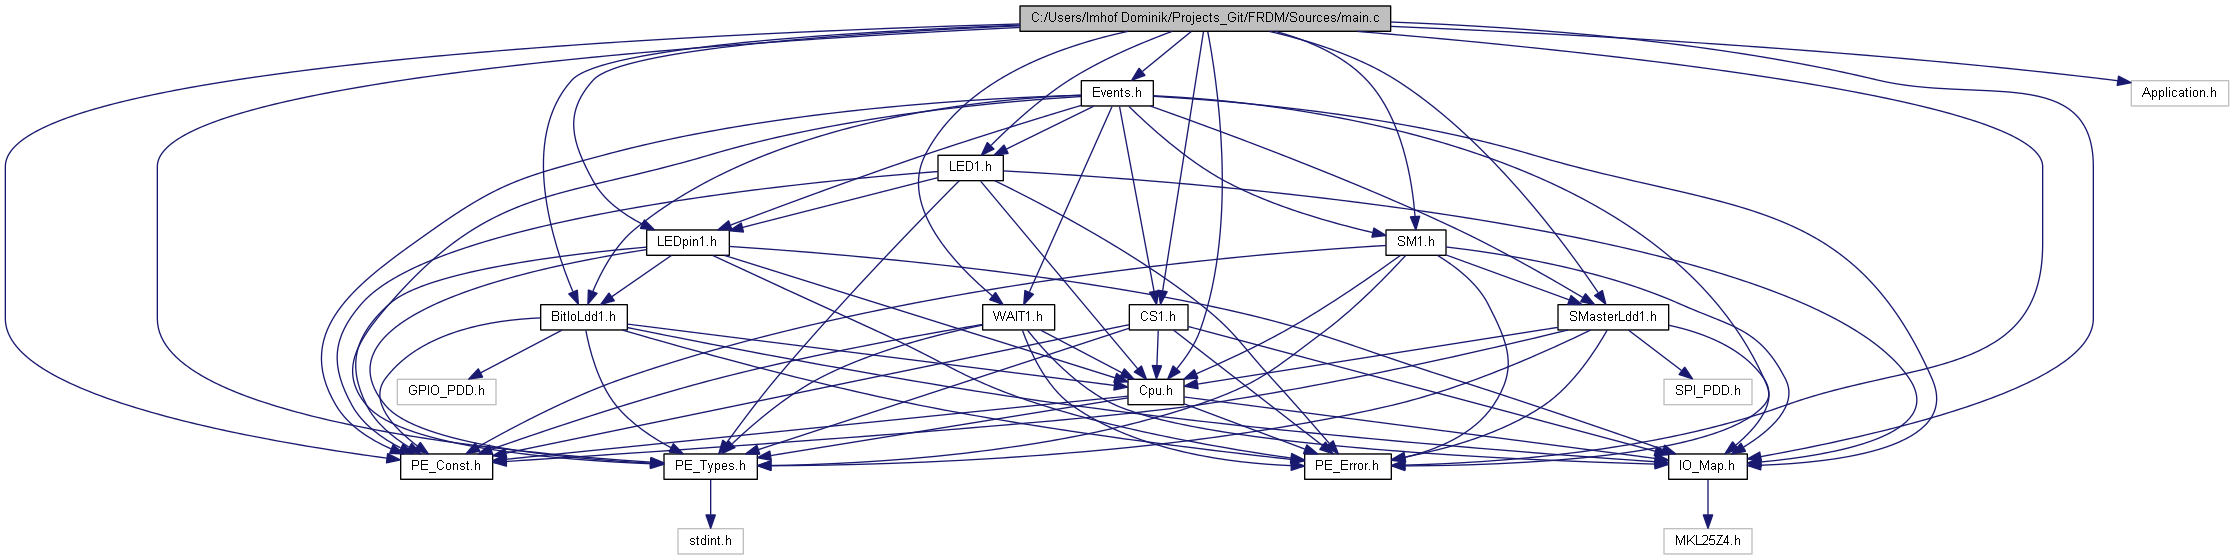 C:/Users/Imhof Dominik/Projects_Git/FRDM/Sources/main.c
Events.h
Application.h
LED1.h
LEDpin1.h
SM1.h
BitIoLdd1.h
WAIT1.h
CS1.h
SMasterLdd1.h
GPIO_PDD.h
Cpu.h
SPI_PDD.h
PE_Const.h
PE_Types.h
PE_Error.h
IO_Map.h
stdint.h
MKL25Z4.h